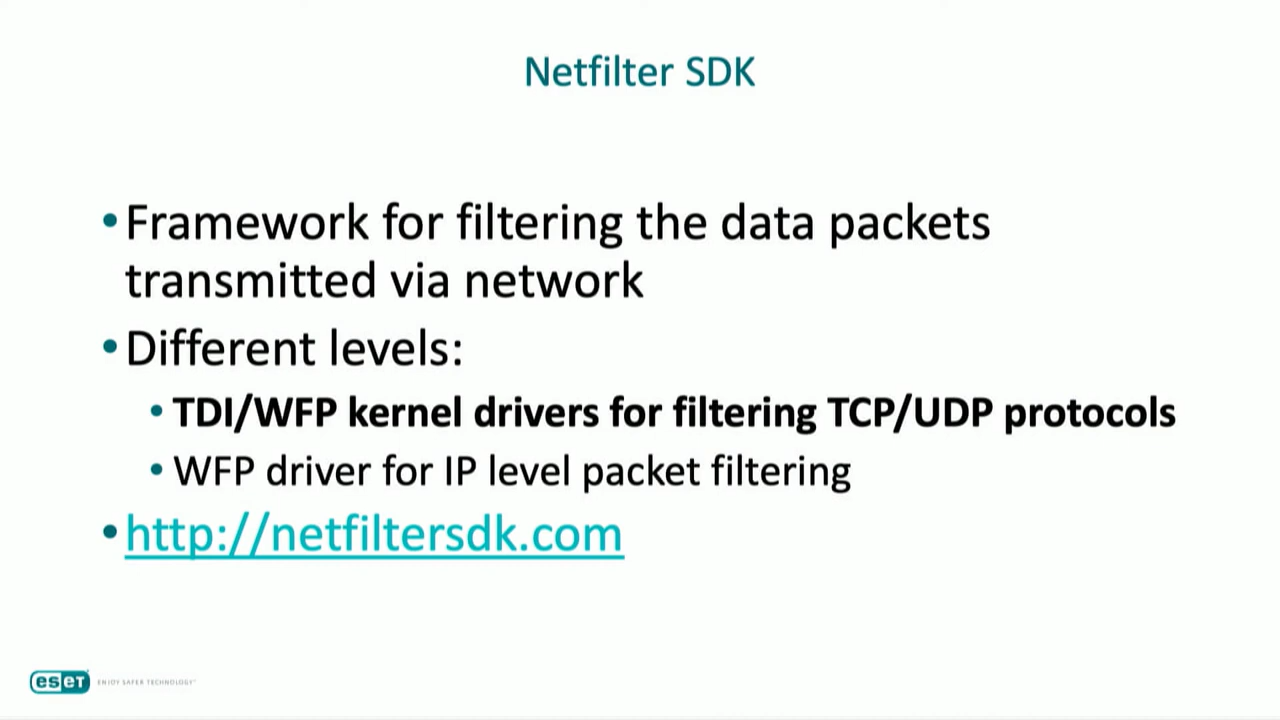 Netfilter SDK
•Framework for filtering the data packets
transmitted via network
•Different levels:
•TDI/WFP kernel drivers for filtering TCP/UDP protocols
•WFP driver for IP level packet filtering
•http://netfiltersdk.com
eset ENJOY SAFER TECHNOLOGY™